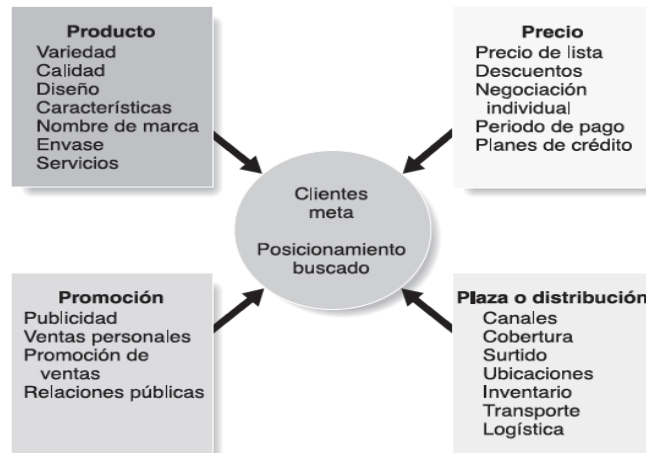 Producto
Variedad
Calidad
Diseño
Características
Nombre de marca
Envase
Servicios
Precio
Precio de lista
Descuentos
Negociación
individual
Periodo de pago
Planes de crédito
Clientes
meta
Posicionamiento
buscado
Promoción
Publicidad
Ventas personales
Promoción de
ventas
Relaciones públicas
Plaza o distribución
Canales
Cobertura
Surtido
Ubicaciones
Inventario
Transporte
Logística